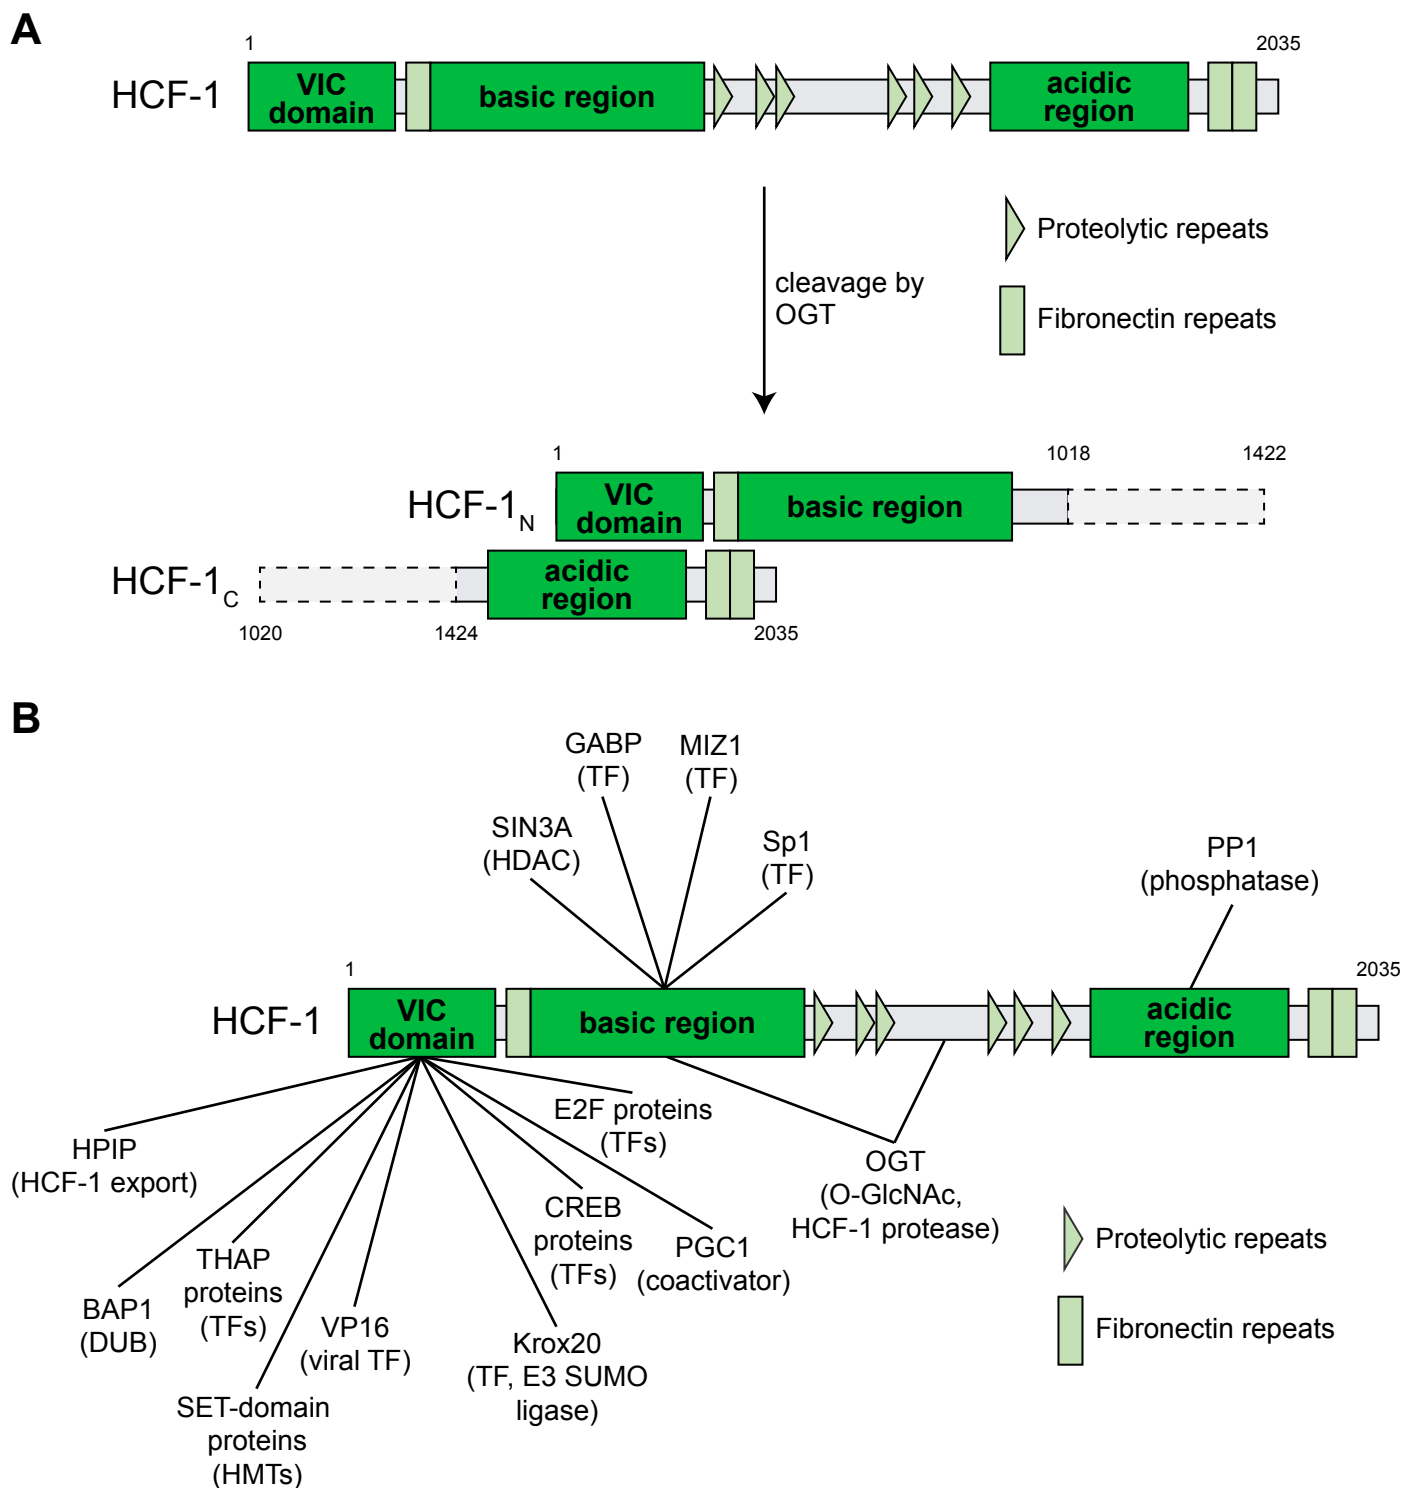 A
1
2035
HCF-1
VIC
domain
basic region
acidic
region
Proteolytic repeats
cleavage by
OGT
Fibronectin repeats
1
1018
1422
HCF-1N
VIC
domain
basic region
HCF-1C
acidic
region
1020
1424
2035
B
GABP
(TF)
MIZ1
(TF)
SIN3A
(HDAC)
Sp1
(TF)
PP1
(phosphatase)
1
2035
HCF-1
VIC
domain
basic region
acidic
region
HPIP
(HCF-1 export)
E2F proteins
(TFs)
OGT
(O-GlcNAc,
HCF-1 protease)
CREB
proteins
(TFs)
PGC1
(coactivator)
THAP
proteins
(TFs)
BAP1
(DUB)
VP16
(viral TF)
Krox20
(TF, E3 SUMO
ligase)
SET-domain
proteins
(HMTs)
Proteolytic repeats
Fibronectin repeats